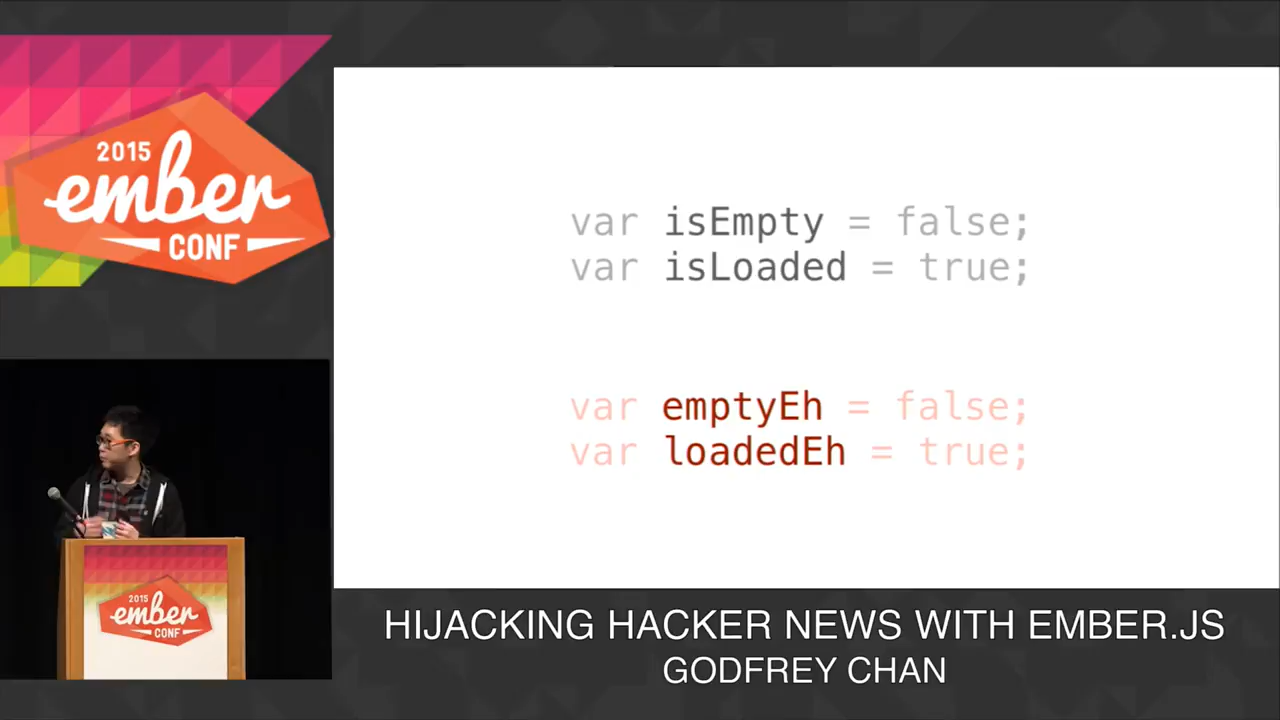 2015
ember
CONF
var isEmpty = false;
var isLoaded = true;
var emptyEh = false;
var loadedEh = true;
2015
ember
CONF
HIJACKING HACKER NEWS WITH EMBER.JS
GODFREY CHAN